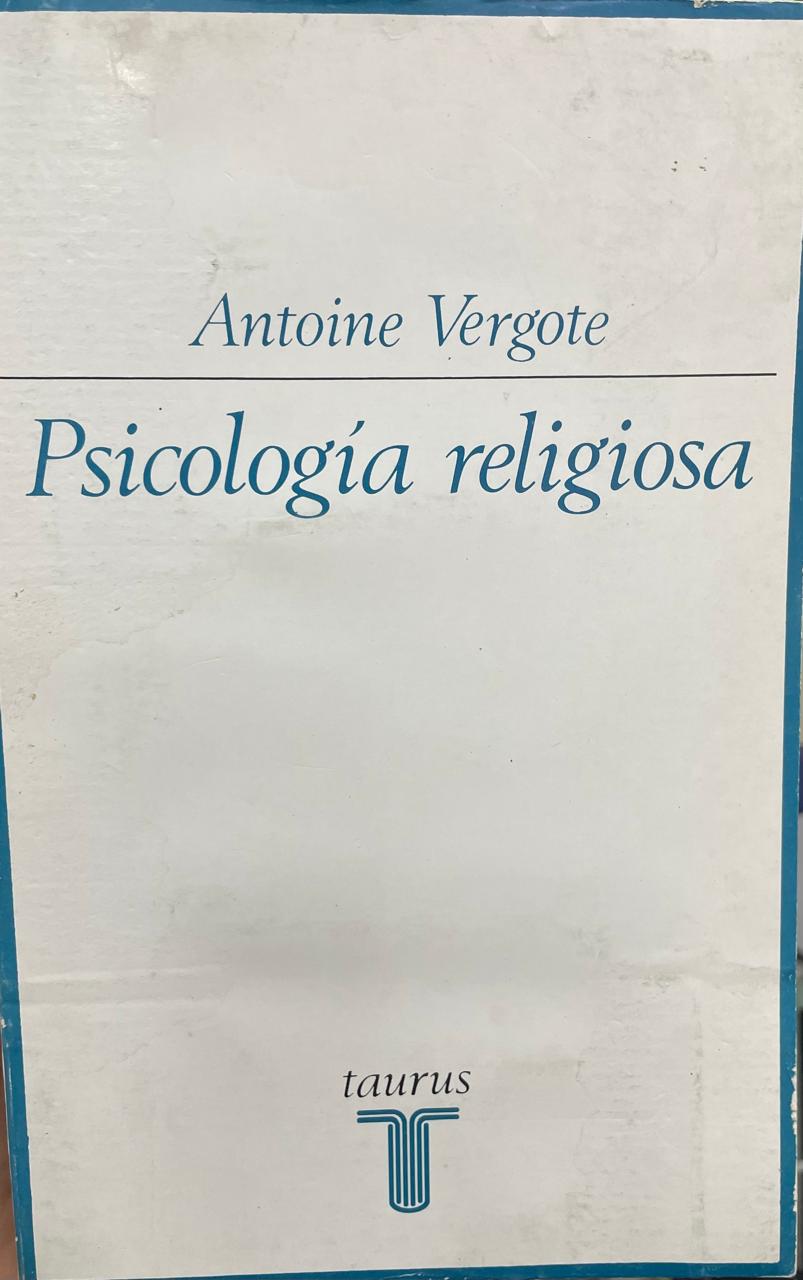 Antoine Vergote
Psicología religiosa
taurus